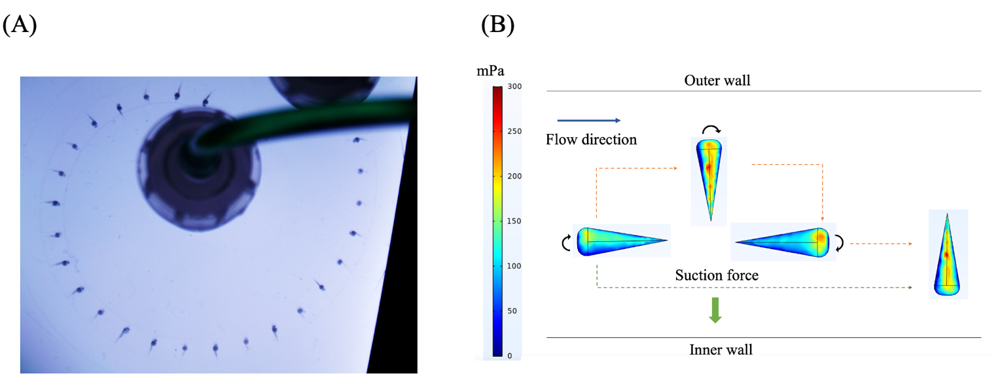 (A)
(B)
mPa
300
250
200
150
100
50
0
Outer wall
Flow direction
Suction force
Inner wall